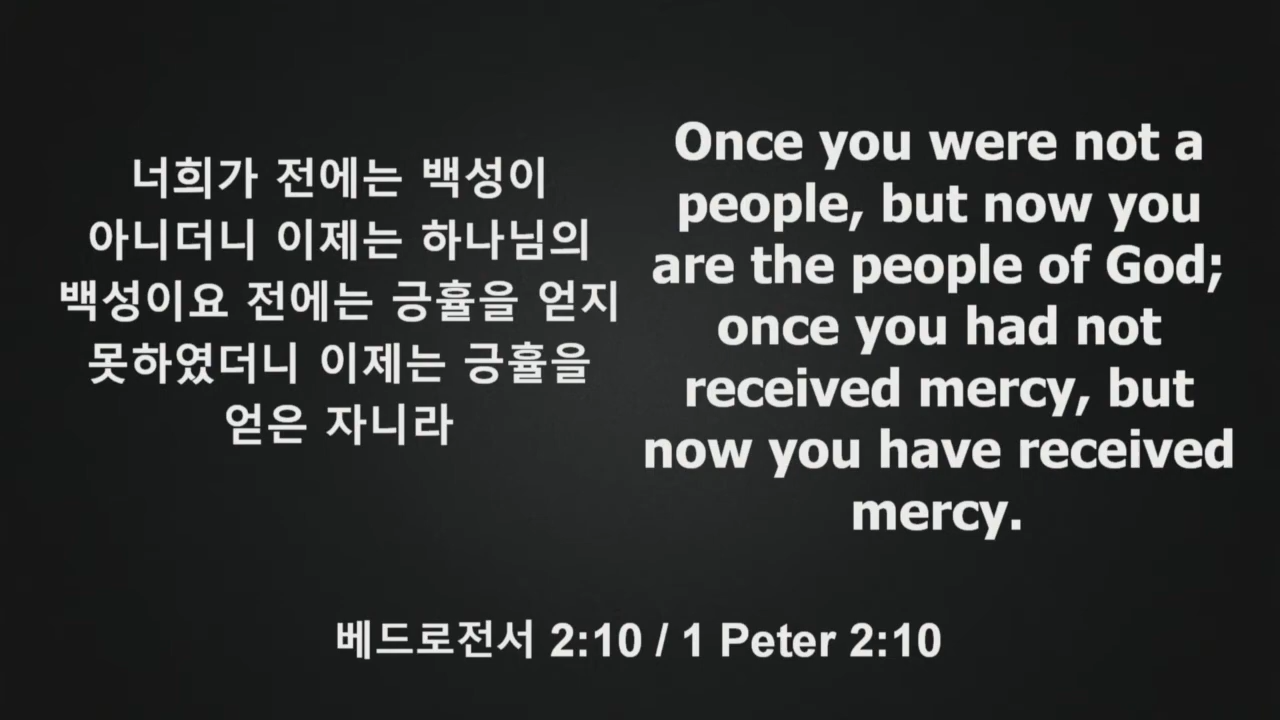 너희가 전에는 백성이
아니더니 이제는 하나님의
백성이요 전에는 긍휼을 얻지
못하였더니 이제는 긍휼을
얻은 자니라
Once you were not a
people, but now you
are the people of God;
once you had not
received mercy, but
now you have received
mercy.
베드로전서 2:10 / 1 Peter 2:10